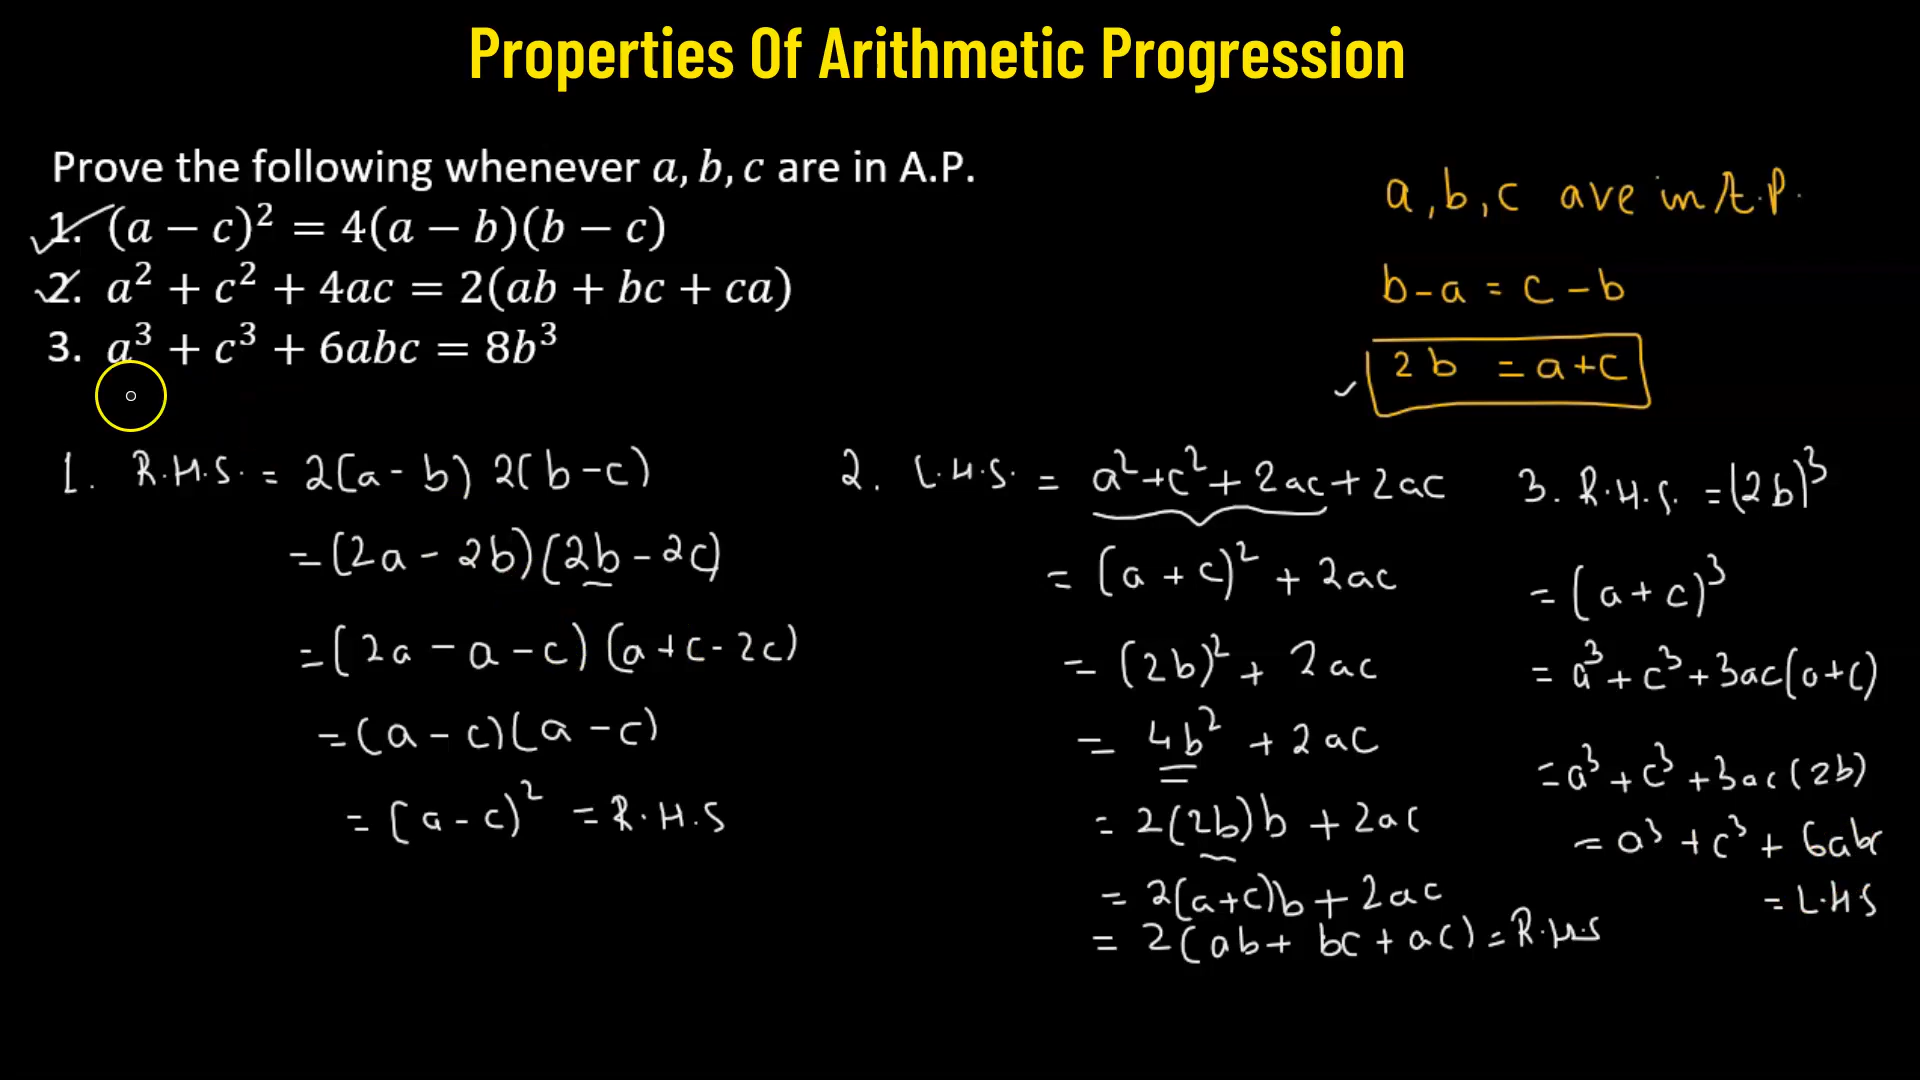 Properties Of Arithmetic Progression
Prove the following whenever a, b, c are in A.P.
1. (a − c)² = 4(a − b)(b − c)
2. a² + c² + 4ac = 2(ab + bc + ca)
3. a³ + c³ + 6abc = 8b³
a, b, c are in A.P.
b - a = c - b
2b = a + c
1. R.H.S. = 2(a - b) 2(b - c)
= (2a - 2b)(2b - 2c)
= (2a - a - c)(a + c - 2c)
= (a - c)(a - c)
= (a - c)² = R.H.S
2. L.H.S. = a² + c² + 2ac + 2ac
= (a + c)² + 2ac
= (2b)² + 2ac
= 4b² + 2ac
= 2(2b)b + 2ac
= 2(a + c)b + 2ac
= 2(ab + bc + ac) = R.H.S
3. R.H.S. = (2b)³
= (a + c)³
= a³ + c³ + 3ac(a + c)
= a³ + c³ + 3ac(2b)
= a³ + c³ + 6abc
= L.H.S